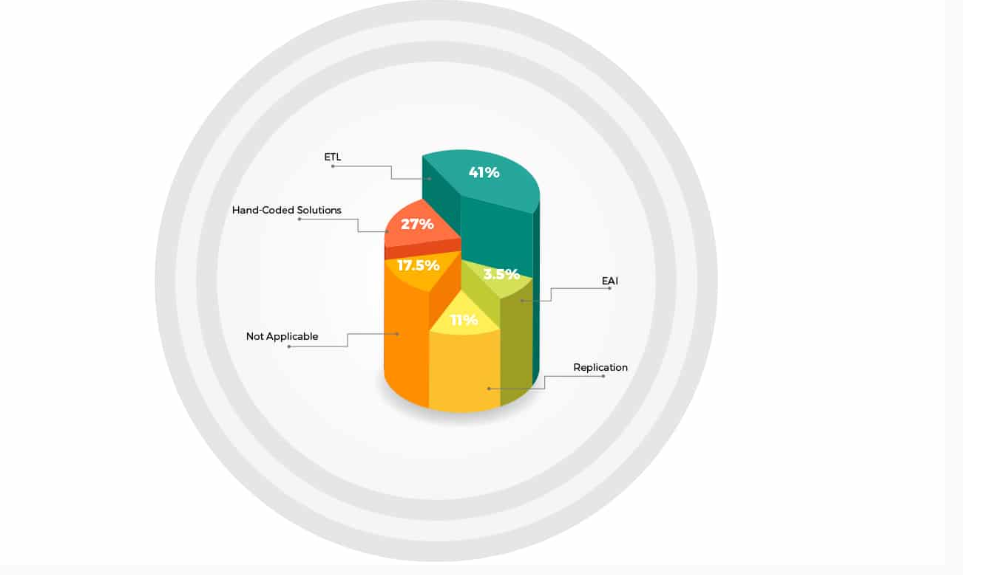 ETL
41%
Hand-Coded Solutions
27%
17.5%
3.5%
EAI
11%
Not Applicable
Replication